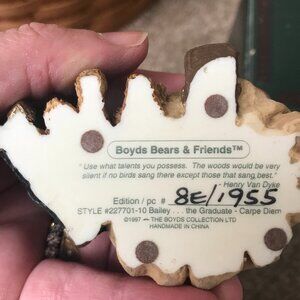 Boyds Bears & Friends™
"Use what talents you possess. The woods would be very
silent if no birds sang there except those that sang best."
- Henry Van Dyke
Edition / pc # 8E/1955
STYLE #227701-10 Bailey . . . the Graduate - Carpe Diem
©1997 THE BOYDS COLLECTION LTD
HANDMADE IN CHINA